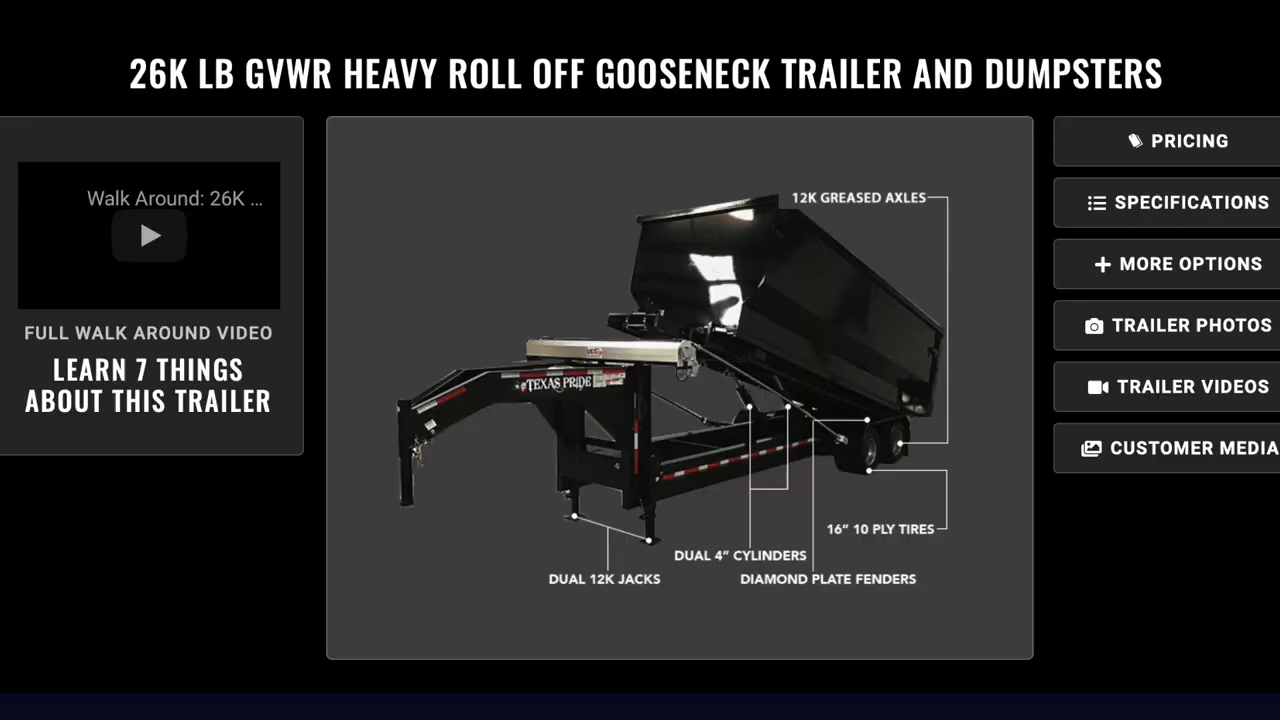 26K LB GVWR HEAVY ROLL OFF GOOSENECK TRAILER AND DUMPSTERS
Walk Around: 26K ...
FULL WALK AROUND VIDEO
LEARN 7 THINGS
ABOUT THIS TRAILER
12K GREASED AXLES
TEXAS PRIDE
16” 10 PLY TIRES
DUAL 4” CYLINDERS
DUAL 12K JACKS
DIAMOND PLATE FENDERS
PRICING
SPECIFICATIONS
MORE OPTIONS
TRAILER PHOTOS
TRAILER VIDEOS
CUSTOMER MEDIA